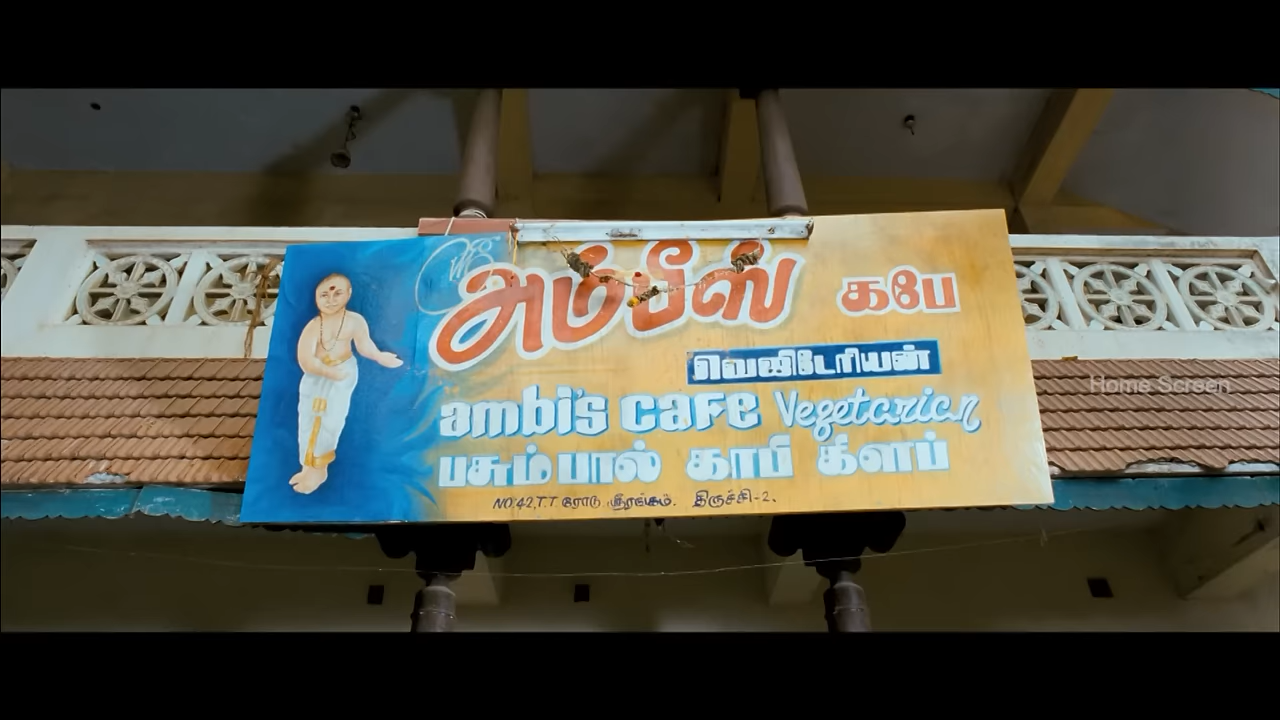 அம்பீஸ் கபே
வெஜிடேரியன்
ambi's cafe Vegetarian
பசும்பால் காபி கிளப்
NO.42,T.T. ரோடு ஸ்ரீரங்கம். திருச்சி-2.
Home Screen